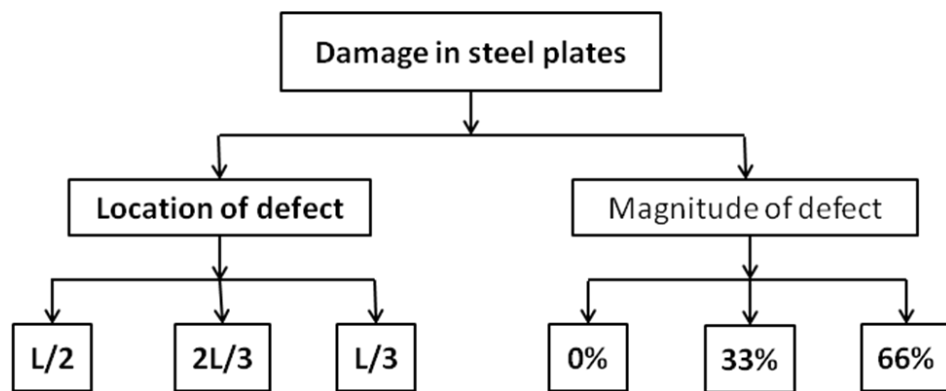 Damage in steel plates
Location of defect
Magnitude of defect
L/2
2L/3
L/3
0%
33%
66%